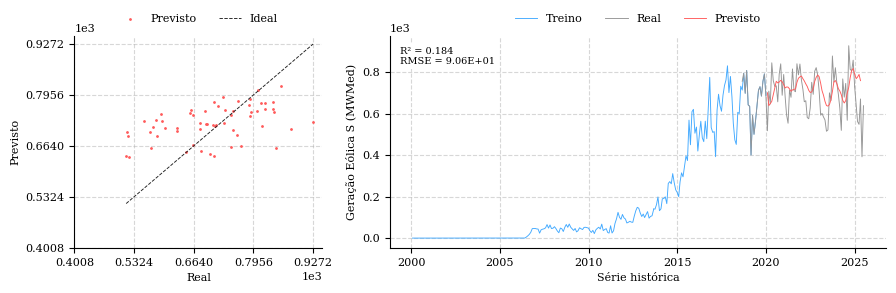 1e3
Previsto
Ideal
0.9272
0.7956
0.6640
0.5324
0.4008
Previsto
0.4008
0.5324
0.6640
0.7956
0.9272
1e3
Real
Treino
Real
Previsto
1e3
R² = 0.184
RMSE = 9.06E+01
0.8
0.6
0.4
0.2
0.0
Geração Eólica S (MWMed)
2000
2005
2010
2015
2020
2025
Série histórica